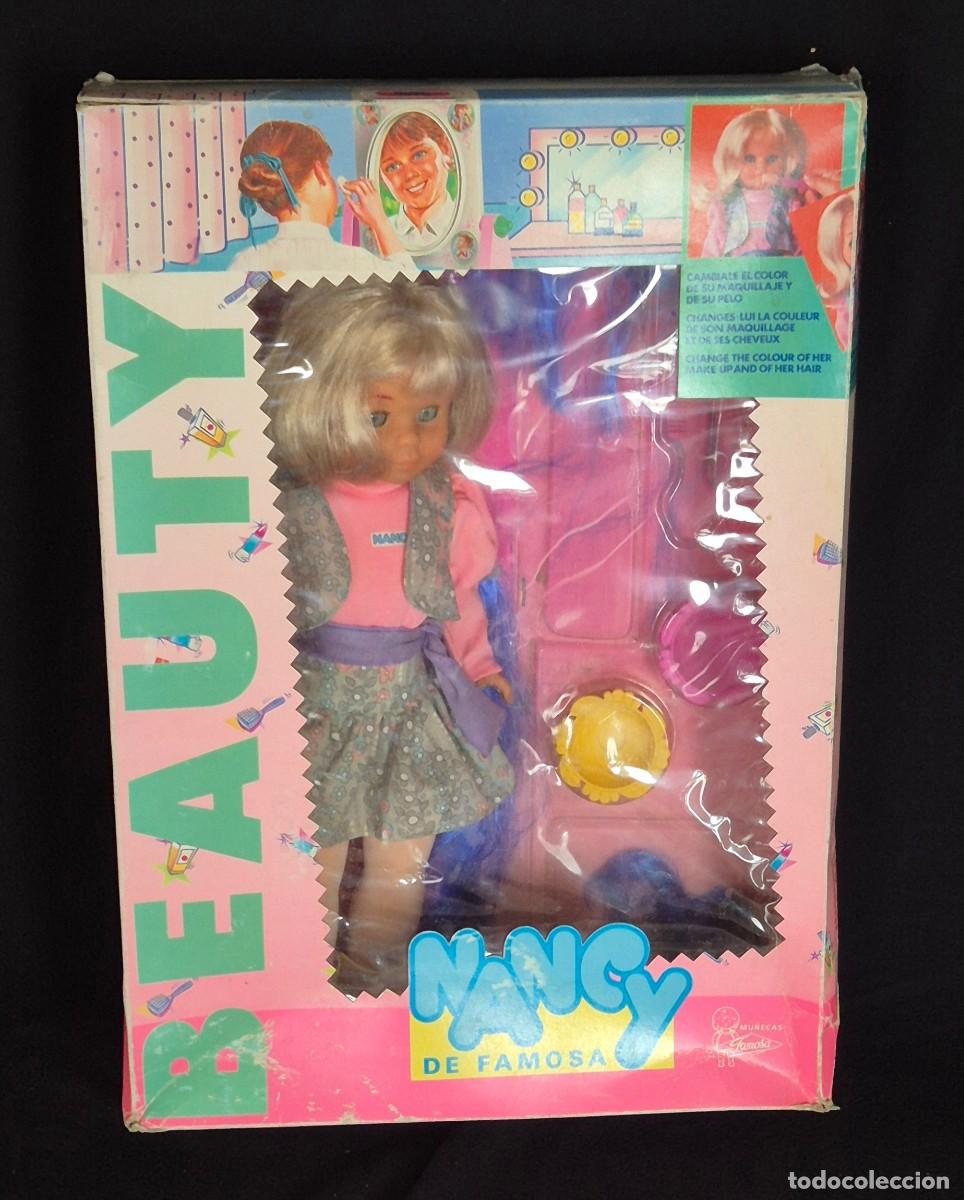 BEAUTY
CAMBIALE EL COLOR
DE SU MAQUILLAJE Y
DE SU PELO
CHANGES-LUI LA COULEUR
DE SON MAQUILLAGE
ET DE SES CHEVEUX
CHANGE THE COLOUR OF HER
MAKE UP AND OF HER HAIR
NANC
NANCY
DE FAMOSA
MUÑECAS
Famosa
todocoleccion